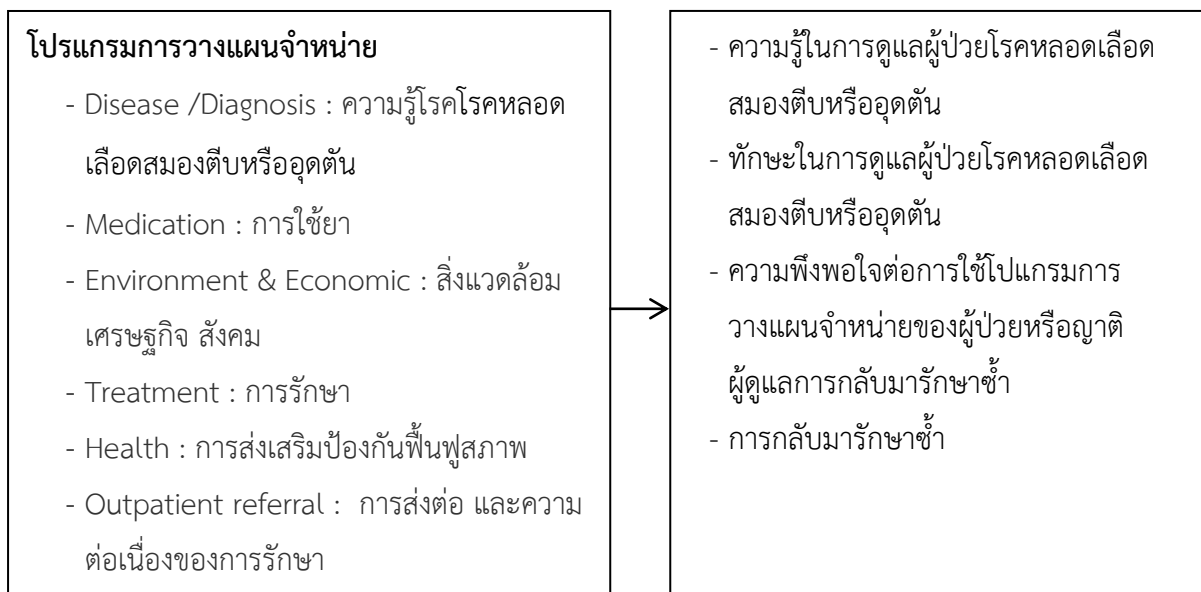 โปรแกรมการวางแผนจำหน่าย
- Disease /Diagnosis : ความรู้โรคโรคหลอด
เลือดสมองตีบหรืออุดตัน
- Medication : การใช้ยา
- Environment & Economic : สิ่งแวดล้อม
เศรษฐกิจ สังคม
- Treatment : การรักษา
- Health : การส่งเสริมป้องกันฟื้นฟูสภาพ
- Outpatient referral :  การส่งต่อ และความ
ต่อเนื่องของการรักษา
- ความรู้ในการดูแลผู้ป่วยโรคหลอดเลือด
สมองตีบหรืออุดตัน
- ทักษะในการดูแลผู้ป่วยโรคหลอดเลือด
สมองตีบหรืออุดตัน
- ความพึงพอใจต่อการใช้โปแกรมการ
วางแผนจำหน่ายของผู้ป่วยหรือญาติ
ผู้ดูแลการกลับมารักษาซ้ำ
- การกลับมารักษาซ้ำ